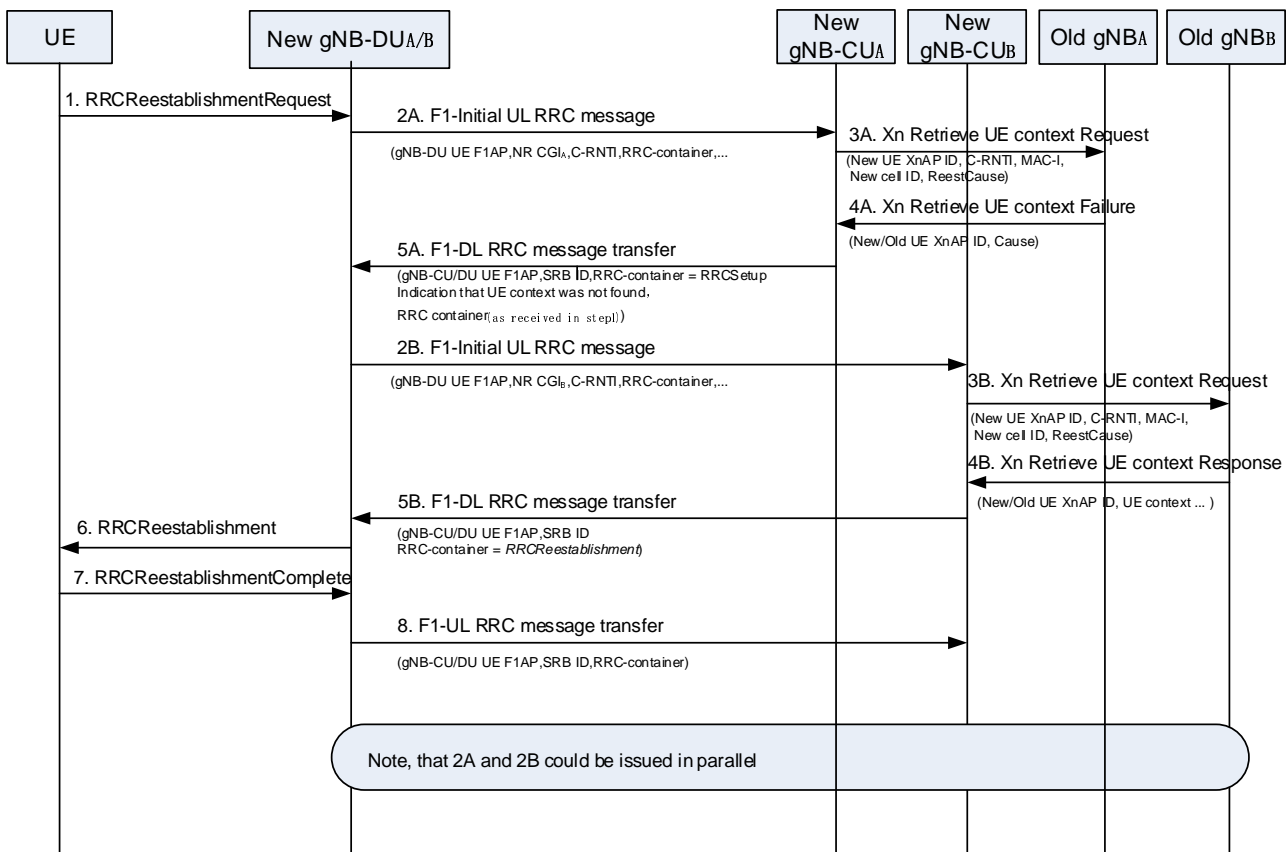 UE
New gNB-DUA/B
New
gNB-CUA
New
gNB-CUB
Old gNBA
Old gNBB
1. RRCReestablishmentRequest
2A. F1-Initial UL RRC message
(gNB-DU UE F1AP,NR CGIA,C-RNTI,RRC-container,...
3A. Xn Retrieve UE context Request
(New UE XnAP ID, C-RNTI, MAC-I,
New cell ID, ReestCause)
4A. Xn Retrieve UE context Failure
(New/Old UE XnAP ID, Cause)
5A. F1-DL RRC message transfer
(gNB-CU/DU UE F1AP,SRB ID,RRC-container = RRCSetup
Indication that UE context was not found,
RRC container(as received in step1))
2B. F1-Initial UL RRC message
(gNB-DU UE F1AP,NR CGIB,C-RNTI,RRC-container,...
3B. Xn Retrieve UE context Request
(New UE XnAP ID, C-RNTI, MAC-I,
New cell ID, ReestCause)
4B. Xn Retrieve UE context Response
(New/Old UE XnAP ID, UE context ... )
5B. F1-DL RRC message transfer
(gNB-CU/DU UE F1AP,SRB ID
RRC-container = RRCReestablishment)
6. RRCReestablishment
7. RRCReestablishmentComplete
8. F1-UL RRC message transfer
(gNB-CU/DU UE F1AP,SRB ID,RRC-container)
Note, that 2A and 2B could be issued in parallel